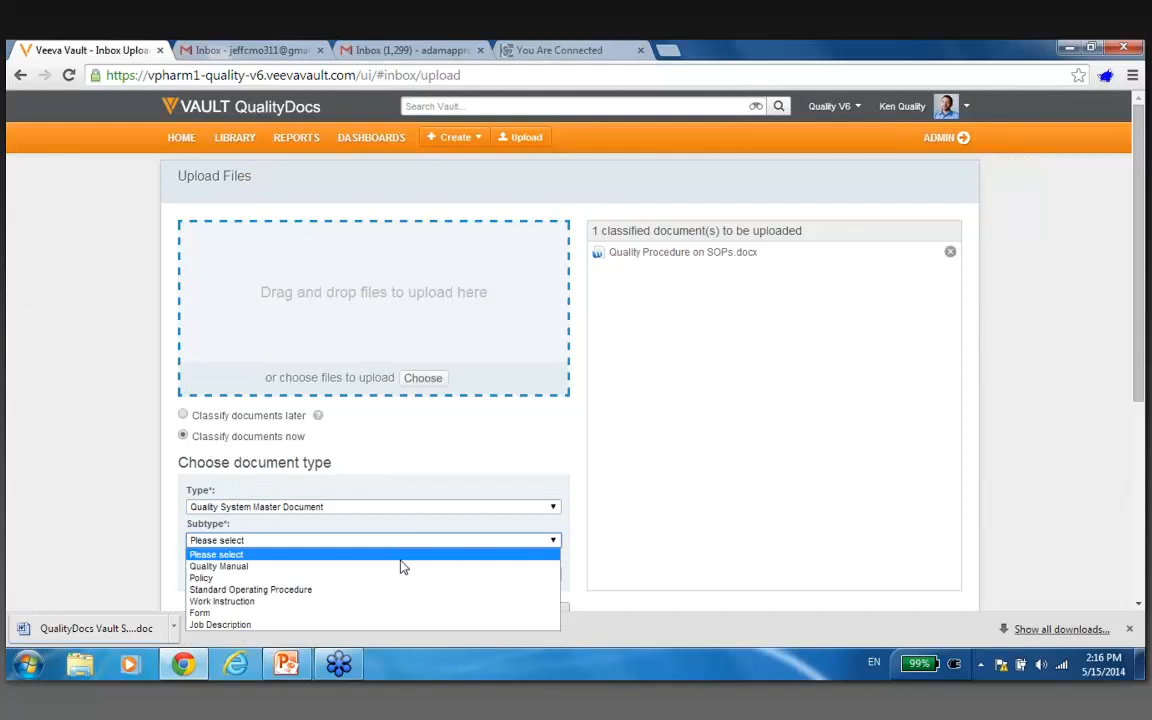 Veeva Vault - Inbox Uploa
Inbox - jeffcmo311@gma
Inbox (1,299) - adamappr
You Are Connected
https://vpharm1-quality-v6.veevavault.com/ui/#inbox/upload
VAULT QualityDocs
Search Vault...
Quality V6
Ken Quality
HOME
LIBRARY
REPORTS
DASHBOARDS
Create
Upload
ADMIN
Upload Files
Drag and drop files to upload here
or choose files to upload Choose
1 classified document(s) to be uploaded
Quality Procedure on SOPs.docx
Classify documents later ?
Classify documents now
Choose document type
Type*:
Quality System Master Document
Subtype*:
Please select
Please select
Quality Manual
Policy
Standard Operating Procedure
Work Instruction
Form
Job Description
QualityDocs Vault S....doc
Show all downloads...
EN
99%
2:16 PM
5/15/2014